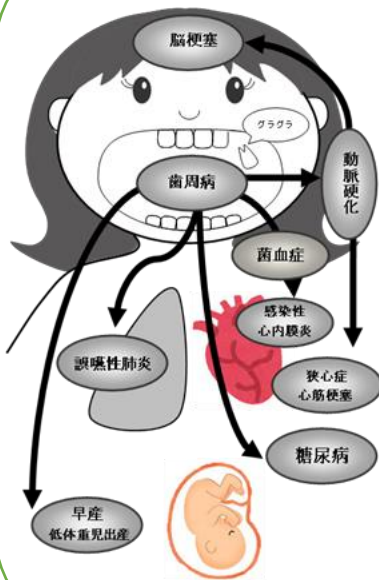 脳梗塞
グラグラ
歯周病
動脈硬化
菌血症
感染性
心内膜炎
誤嚥性肺炎
狭心症
心筋梗塞
糖尿病
早産
低体重児出産